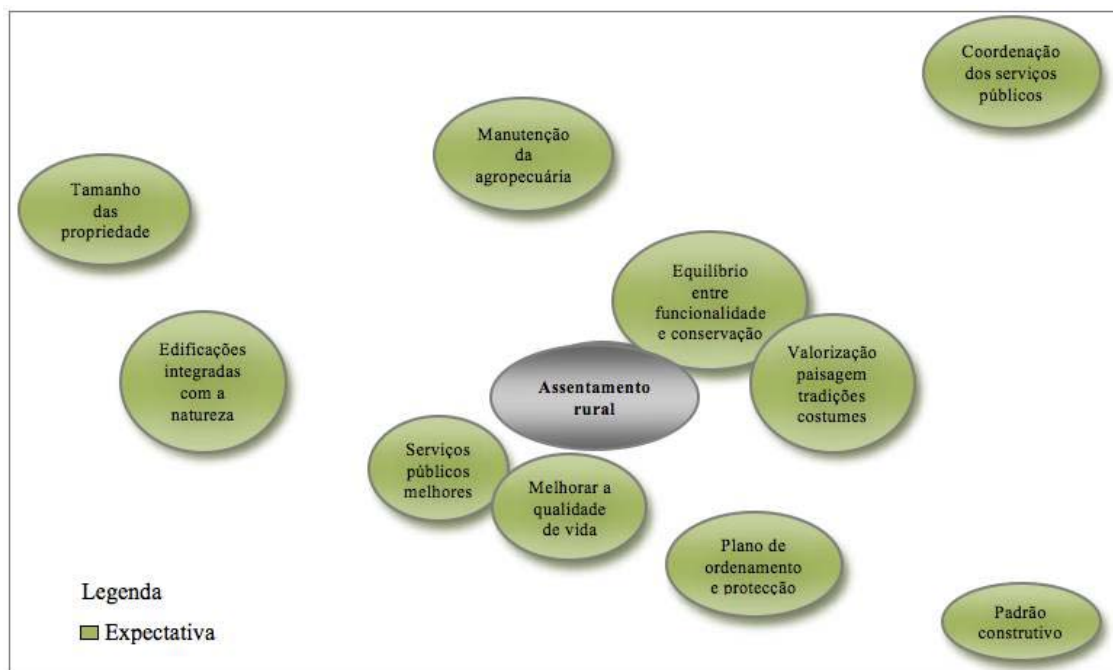 Coordenação
dos serviços
públicos
Manutenção
da
agropecuária
Tamanho
das
propriedade
Equilíbrio
entre
funcionalidade
e conservação
Edificações
integradas
com a
natureza
Valorização
paisagem
tradições
costumes
Assentamento
rural
Serviços
públicos
melhores
Melhorar a
qualidade
de vida
Plano de
ordenamento
e protecção
Padrão
construtivo
Legenda
Expectativa